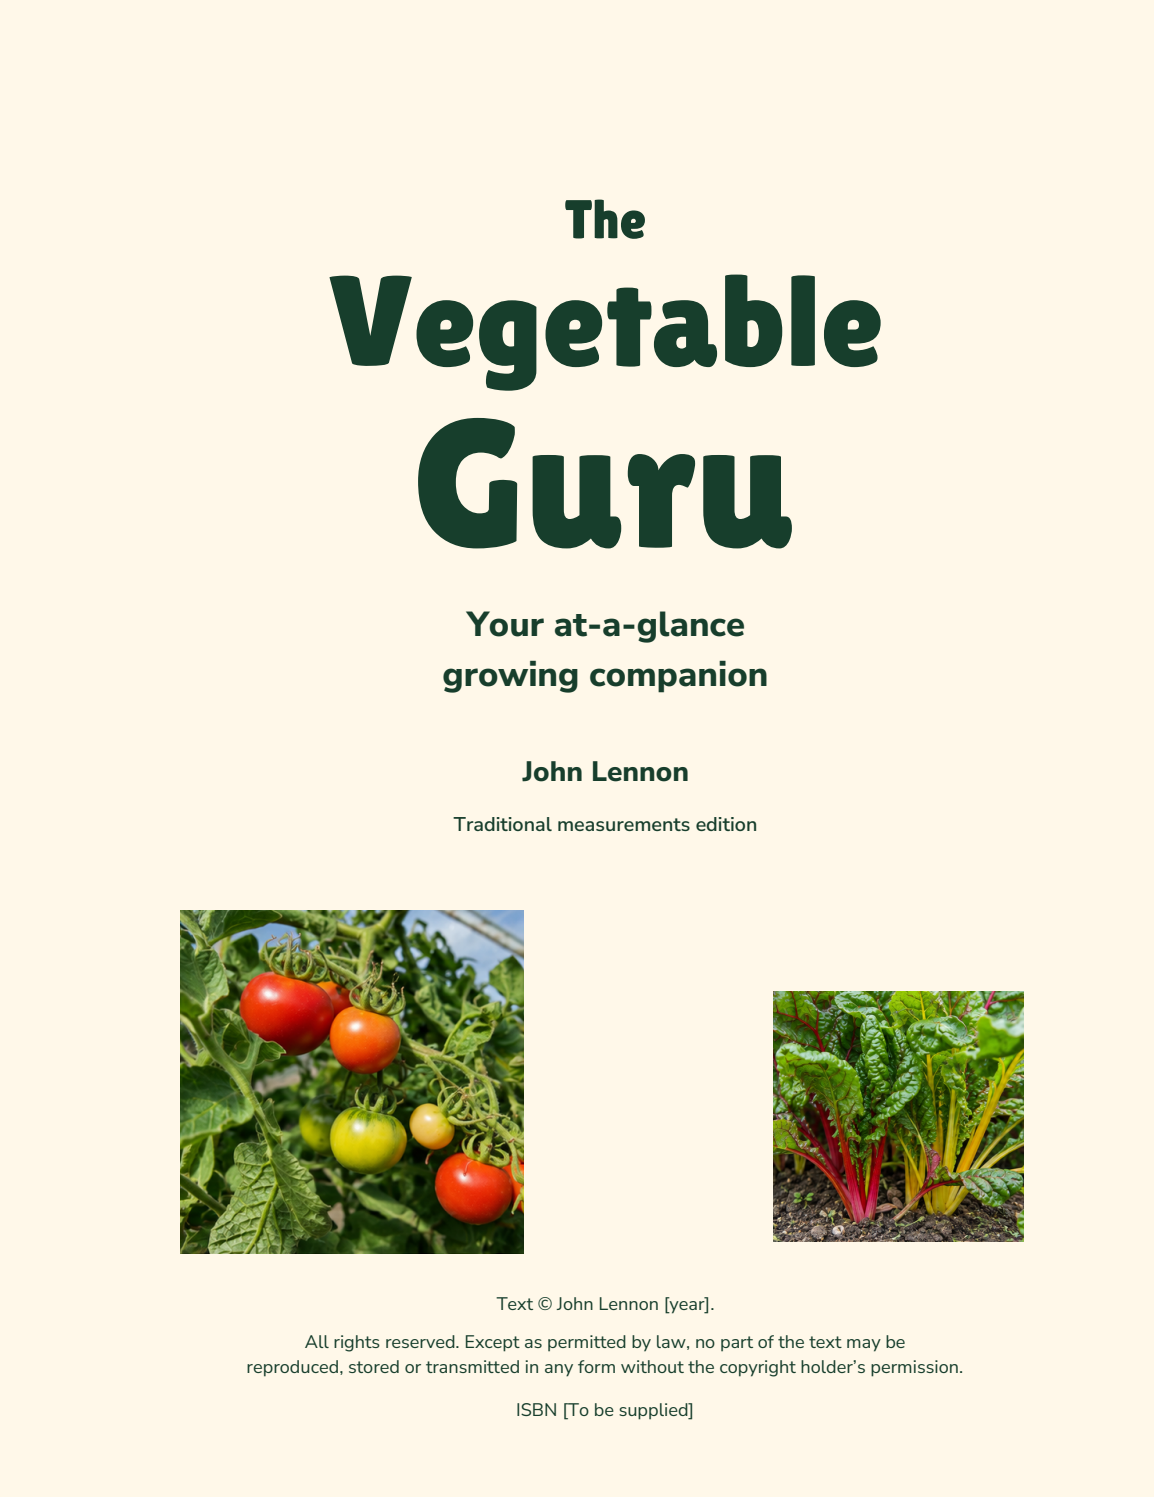 The
Vegetable
Guru
Your at-a-glance
growing companion
John Lennon
Traditional measurements edition
Text © John Lennon [year].
All rights reserved. Except as permitted by law, no part of the text may be
reproduced, stored or transmitted in any form without the copyright holder’s permission.
ISBN [To be supplied]